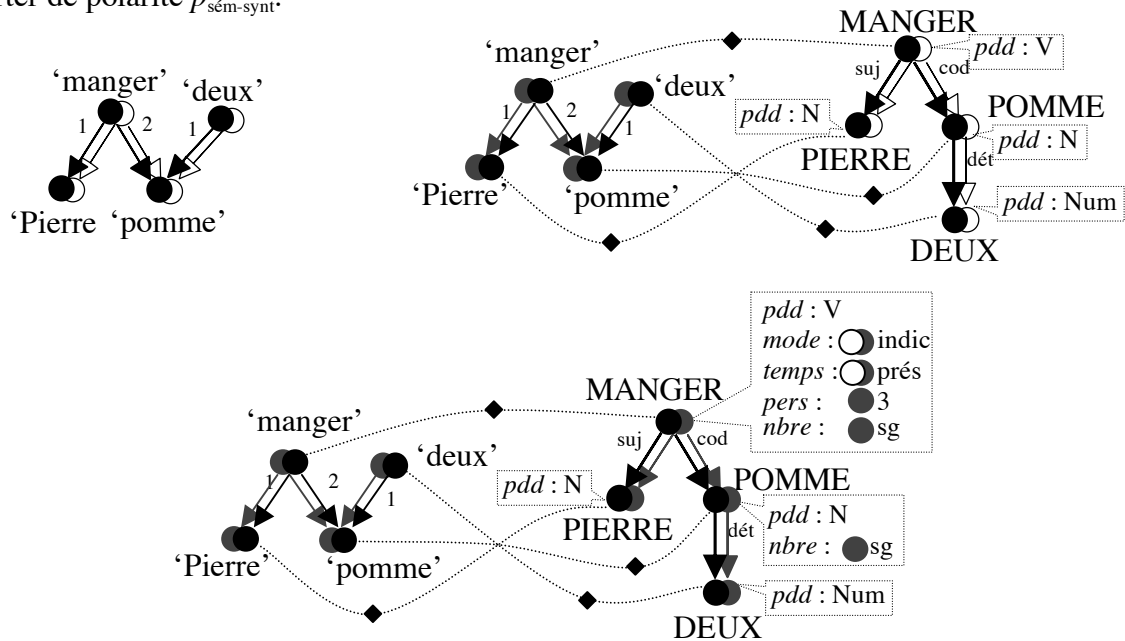 rter de polarité p sém-synt.
‘manger’
‘deux’
1
2
1
‘Pierre
‘pomme’
‘manger’
‘deux’
1
2
1
‘Pierre’
‘pomme’
MANGER
pdd : V
suj
cod
pdd : N
PIERRE
POMME
pdd : N
dét
pdd : Num
DEUX
pdd : V
mode : indic
temps : prés
pers : 3
nbre : sg
MANGER
‘manger’
‘deux’
1
2
1
‘Pierre’
‘pomme’
suj
cod
pdd : N
PIERRE
POMME
pdd : N
nbre : sg
dét
pdd : Num
DEUX